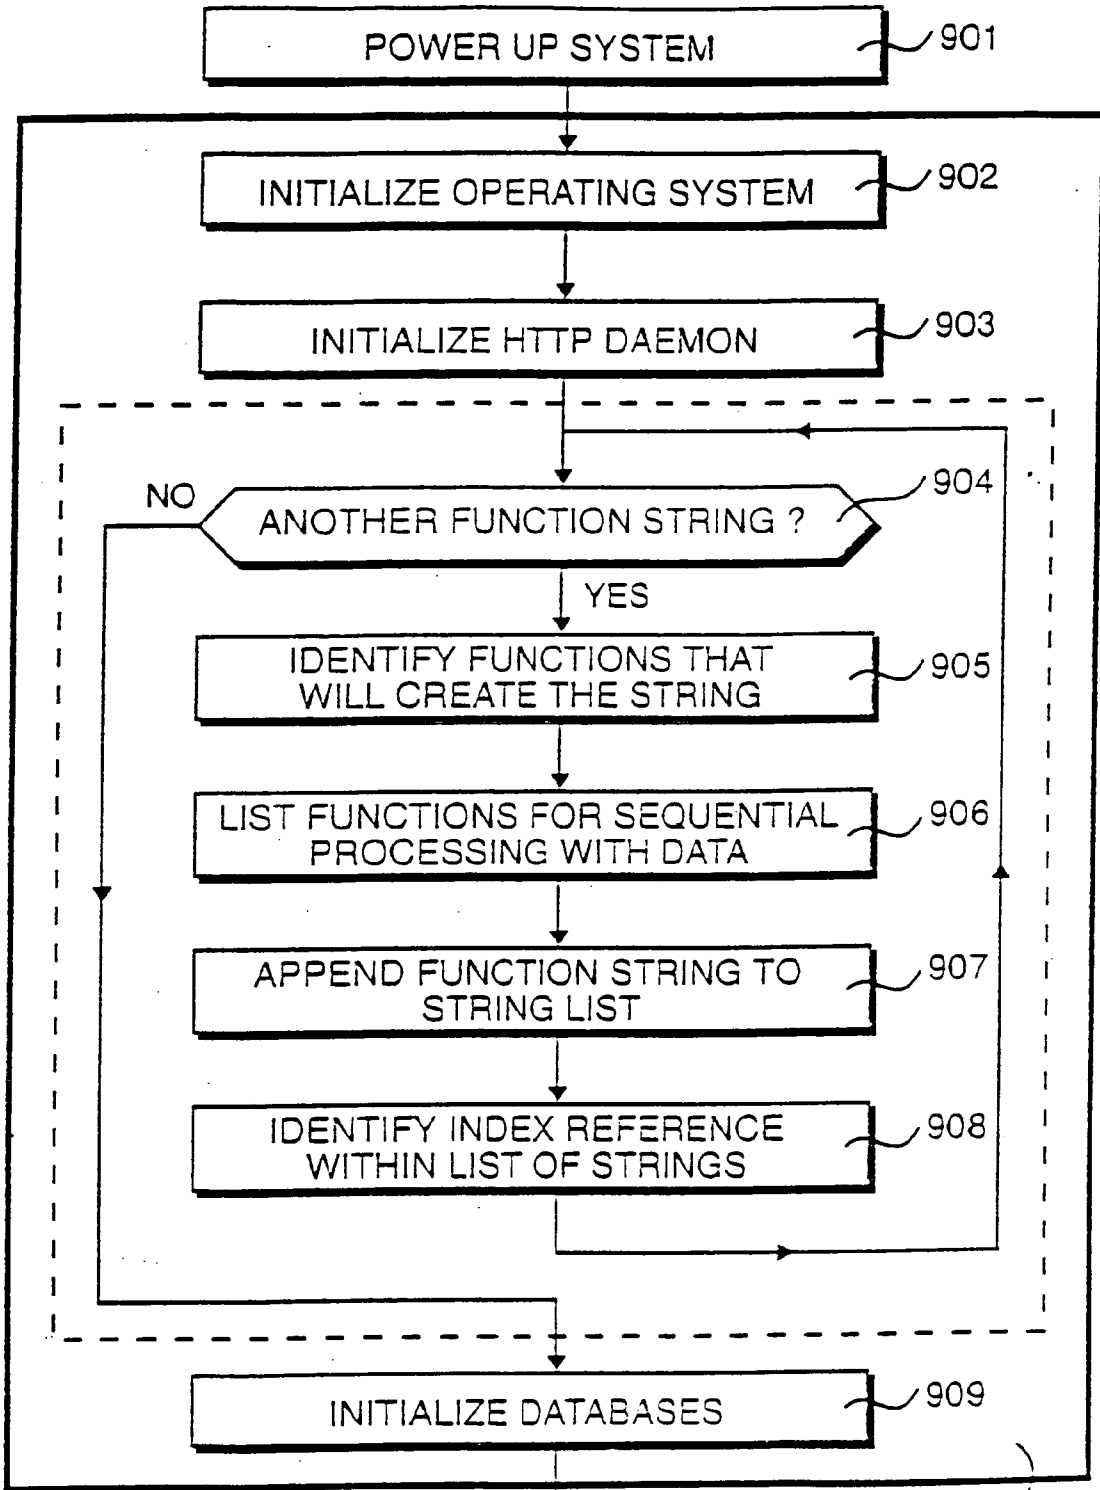 POWER UP SYSTEM
901
INITIALIZE OPERATING SYSTEM
902
INITIALIZE HTTP DAEMON
903
NO
ANOTHER FUNCTION STRING ?
904
YES
IDENTIFY FUNCTIONS THAT
WILL CREATE THE STRING
905
LIST FUNCTIONS FOR SEQUENTIAL
PROCESSING WITH DATA
906
APPEND FUNCTION STRING TO
STRING LIST
907
IDENTIFY INDEX REFERENCE
WITHIN LIST OF STRINGS
908
INITIALIZE DATABASES
909